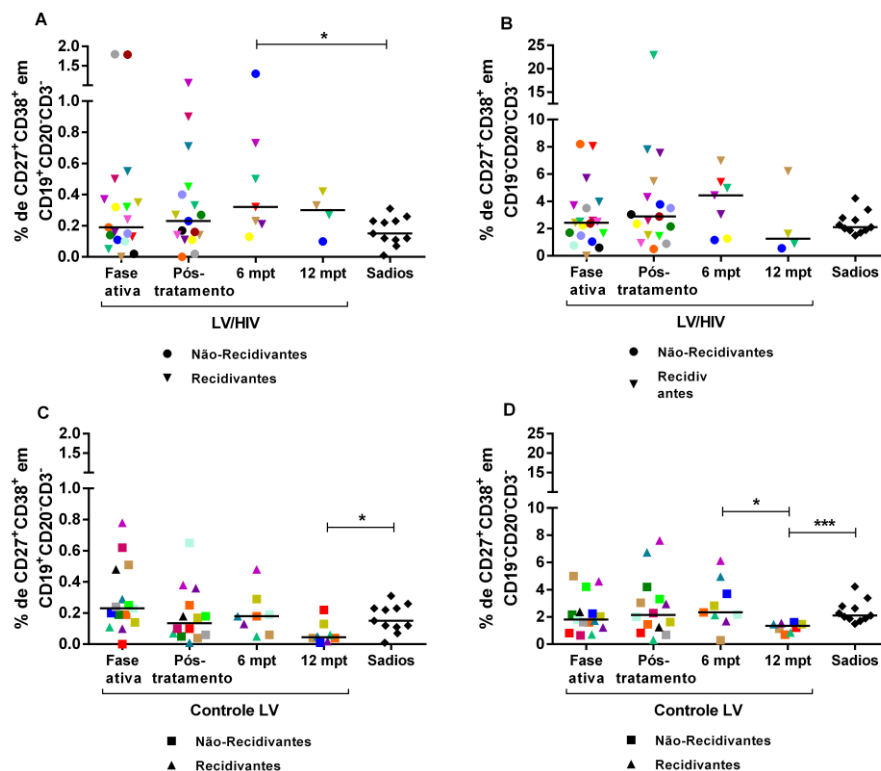 A
% de CD27⁺CD38⁺ em
CD19⁺CD20⁻CD3⁻
2.0
1.5
1.0
0.8
0.6
0.4
0.2
0.0
*
Fase
ativa
Pós-
tratamento
6 mpt
12 mpt
Sadios
LV/HIV
Não-Recidivantes
Recidivantes
B
% de CD27⁺CD38⁺ em
CD19⁻CD20⁻CD3⁻
25
20
15
10
8
6
4
2
0
Fase
ativa
Pós-
tratamento
6 mpt
12 mpt
Sadios
LV/HIV
Não-Recidivantes
Recidiv
antes
C
% de CD27⁺CD38⁺ em
CD19⁺CD20⁻CD3⁻
2.0
1.5
1.0
0.8
0.6
0.4
0.2
0.0
*
Fase
ativa
Pós-
tratamento
6 mpt
12 mpt
Sadios
Controle LV
Não-Recidivantes
Recidivantes
D
% de CD27⁺CD38⁺ em
CD19⁻CD20⁻CD3⁻
25
20
15
10
8
6
4
2
0
*
***
Fase
ativa
Pós-
tratamento
6 mpt
12 mpt
Sadios
Controle LV
Não-Recidivantes
Recidivantes